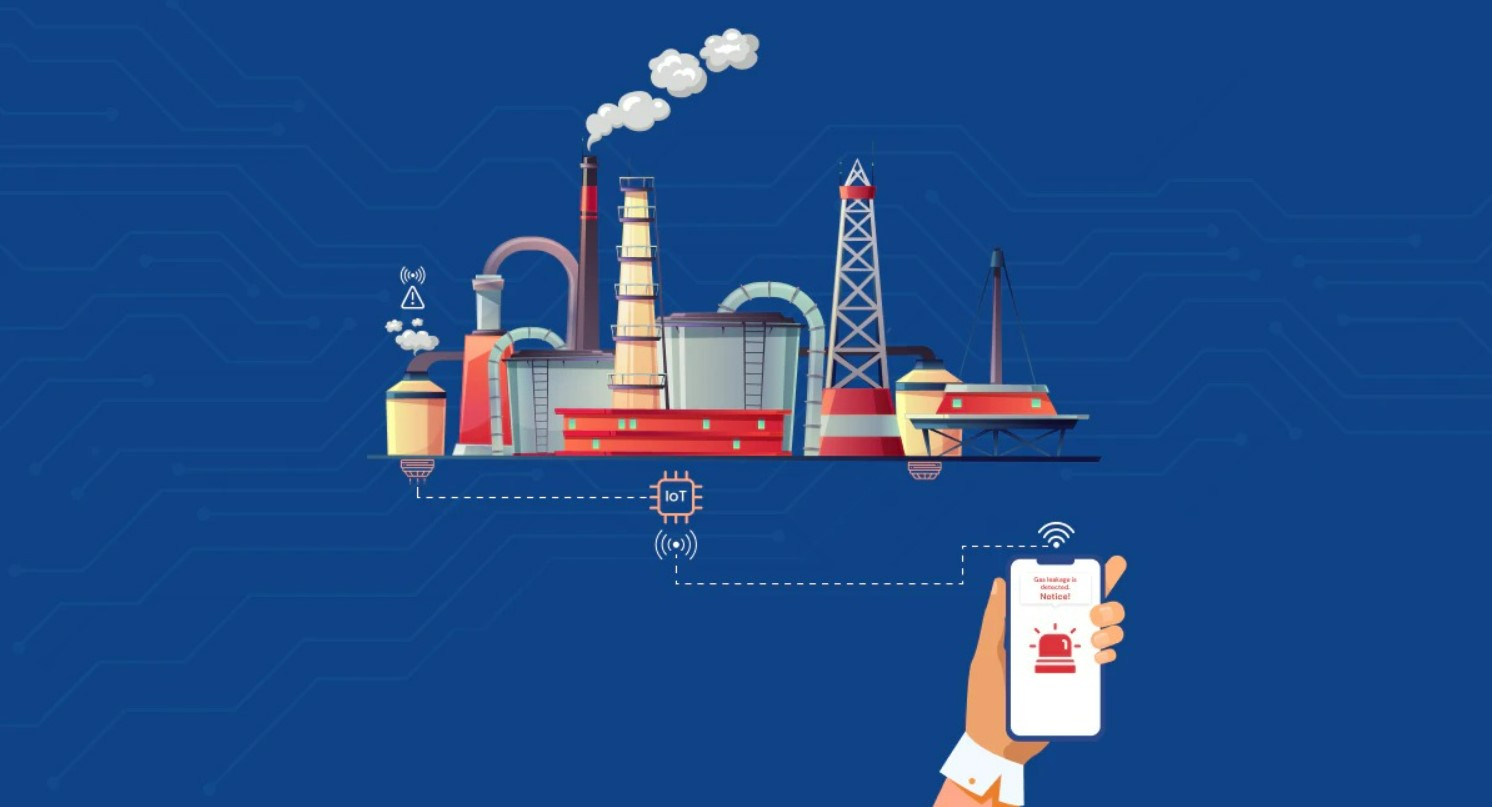 IoT
Gas leakage is
detected.
Notice!